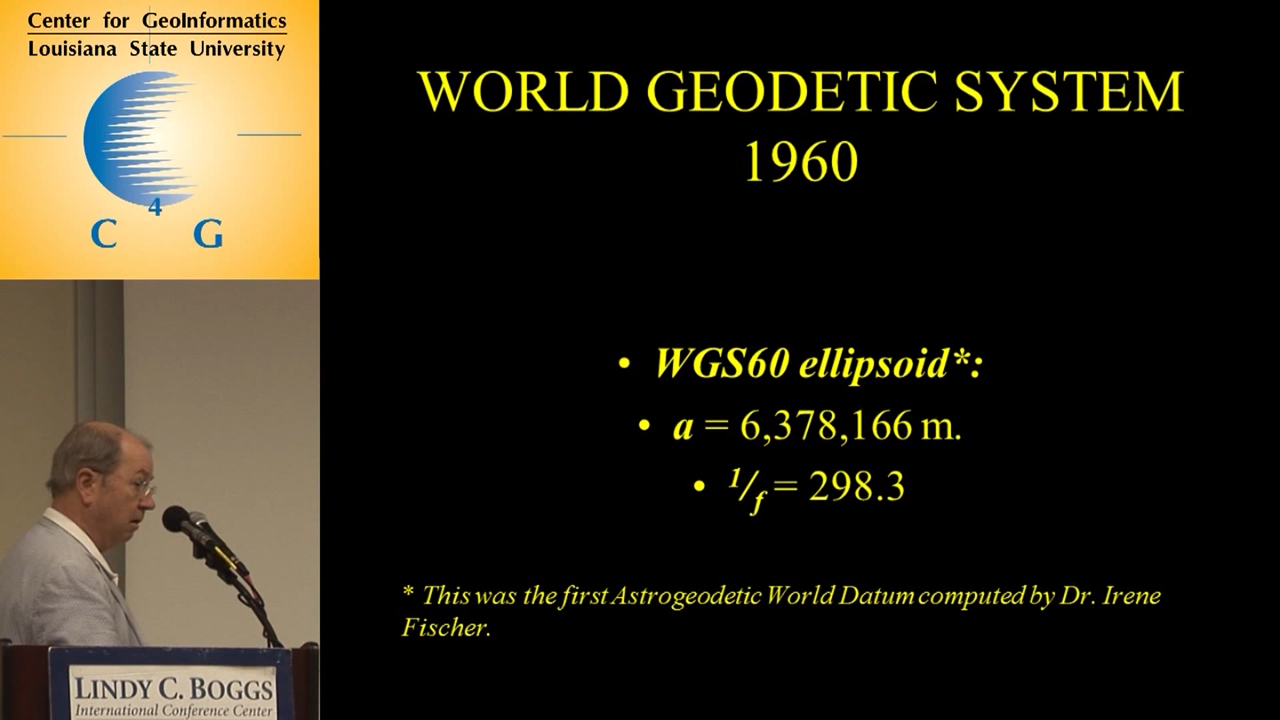 Center for GeoInformatics
Louisiana State University
4
C G
WORLD GEODETIC SYSTEM
1960
• WGS60 ellipsoid*:
• a = 6,378,166 m.
• 1/f = 298.3
* This was the first Astrogeodetic World Datum computed by Dr. Irene
Fischer.
LINDY C. BOGGS
International Conference Center